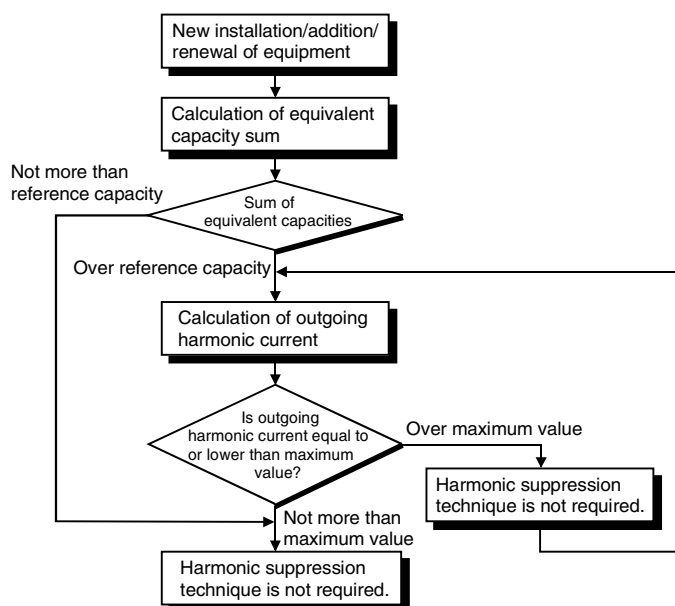 New installation/addition/
renewal of equipment
Calculation of equivalent
capacity sum
Not more than
reference capacity
Sum of
equivalent capacities
Over reference capacity
Calculation of outgoing
harmonic current
Is outgoing
harmonic current equal to
or lower than maximum
value?
Over maximum value
Harmonic suppression
technique is not required.
Not more than
maximum value
Harmonic suppression
technique is not required.